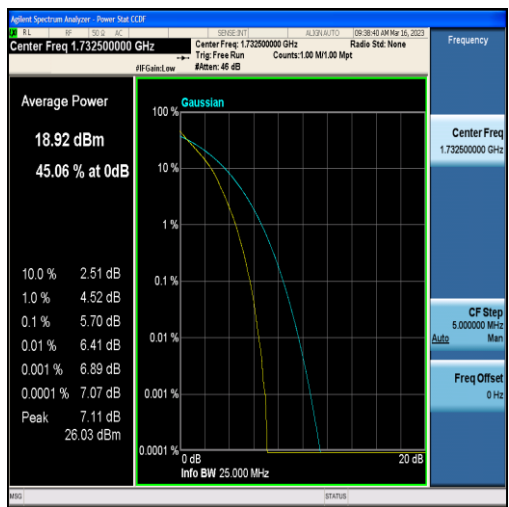 Agilent Spectrum Analyzer - Power Stat CCDF
RL RF 50 Ω AC SENSE:INT ALIGN AUTO 09:38:40 AM Mar 16, 2023
Center Freq 1.732500000 GHz
Center Freq: 1.732500000 GHz Radio Std: None
Trig: Free Run Counts:1.00 M/1.00 Mpt
#IFGain:Low #Atten: 46 dB
Frequency
Average Power
18.92 dBm
45.06 % at 0dB
10.0 % 2.51 dB
1.0 % 4.52 dB
0.1 % 5.70 dB
0.01 % 6.41 dB
0.001 % 6.89 dB
0.0001 % 7.07 dB
Peak 7.11 dB
26.03 dBm
Gaussian
100 %
10 %
1 %
0.1 %
0.01 %
0.001 %
0.0001 %
0 dB 20 dB
Info BW 25.000 MHz
Center Freq
1.732500000 GHz
CF Step
5.000000 MHz
Auto Man
Freq Offset
0 Hz
MSG STATUS